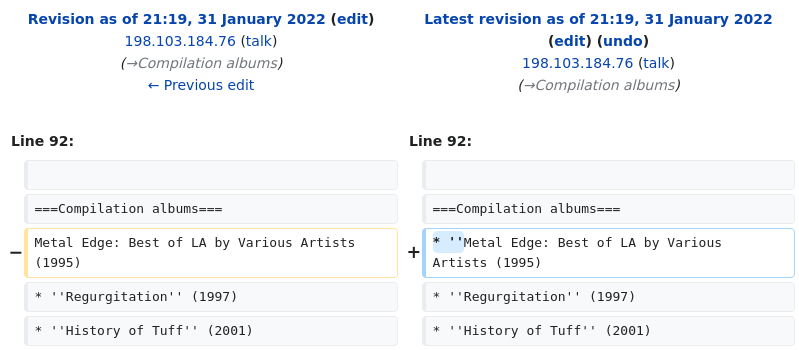 Revision as of 21:19, 31 January 2022 (edit)
198.103.184.76 (talk)
(→Compilation albums)
← Previous edit
Latest revision as of 21:19, 31 January 2022
(edit) (undo)
198.103.184.76 (talk)
(→Compilation albums)
Line 92:
Line 92:
===Compilation albums===
===Compilation albums===
− Metal Edge: Best of LA by Various Artists
(1995)
+ * ''Metal Edge: Best of LA by Various
Artists (1995)
* ''Regurgitation'' (1997)
* ''Regurgitation'' (1997)
* ''History of Tuff'' (2001)
* ''History of Tuff'' (2001)